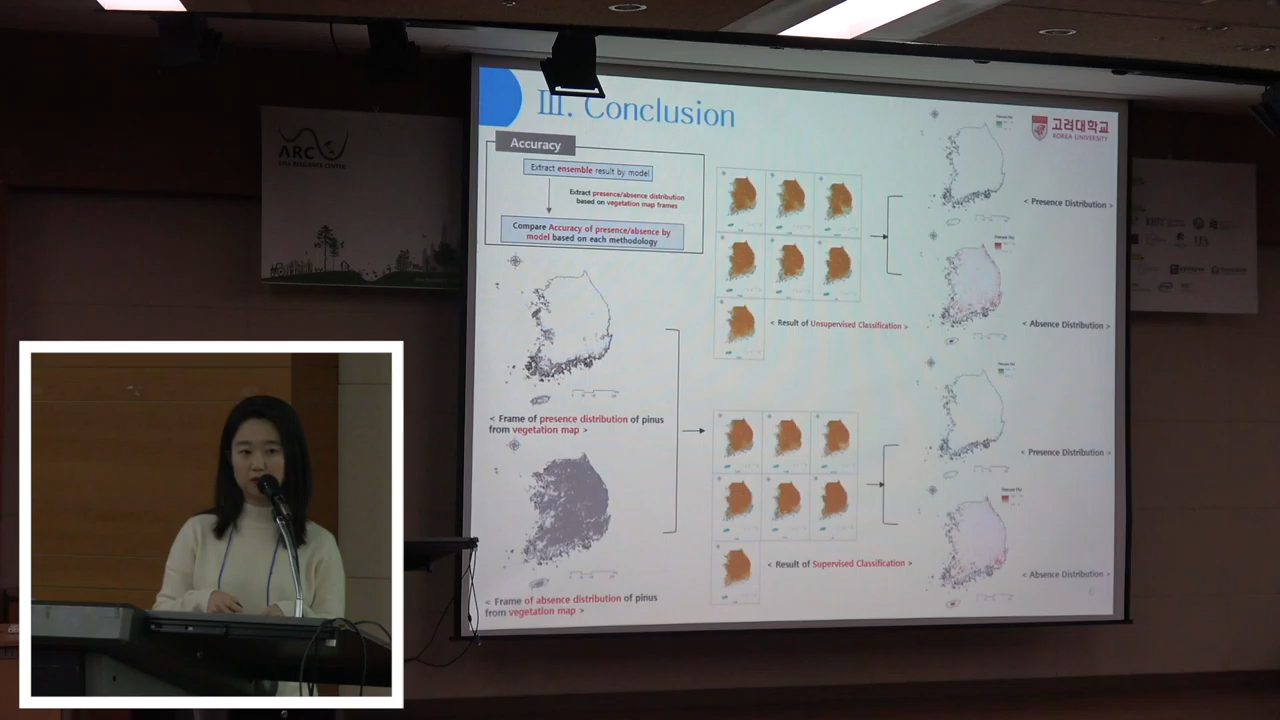 III. Conclusion
고려대학교
KOREA UNIVERSITY
Accuracy
Extract ensemble result by model
Extract presence/absence distribution
based on vegetation map frames
Compare Accuracy of presence/absence by
model based on each methodology
< Frame of presence distribution of pinus
from vegetation map >
< Frame of absence distribution of pinus
from vegetation map >
< Result of Unsupervised Classification >
< Result of Supervised Classification >
< Presence Distribution >
< Absence Distribution >
< Presence Distribution >
< Absence Distribution >
6
ARC